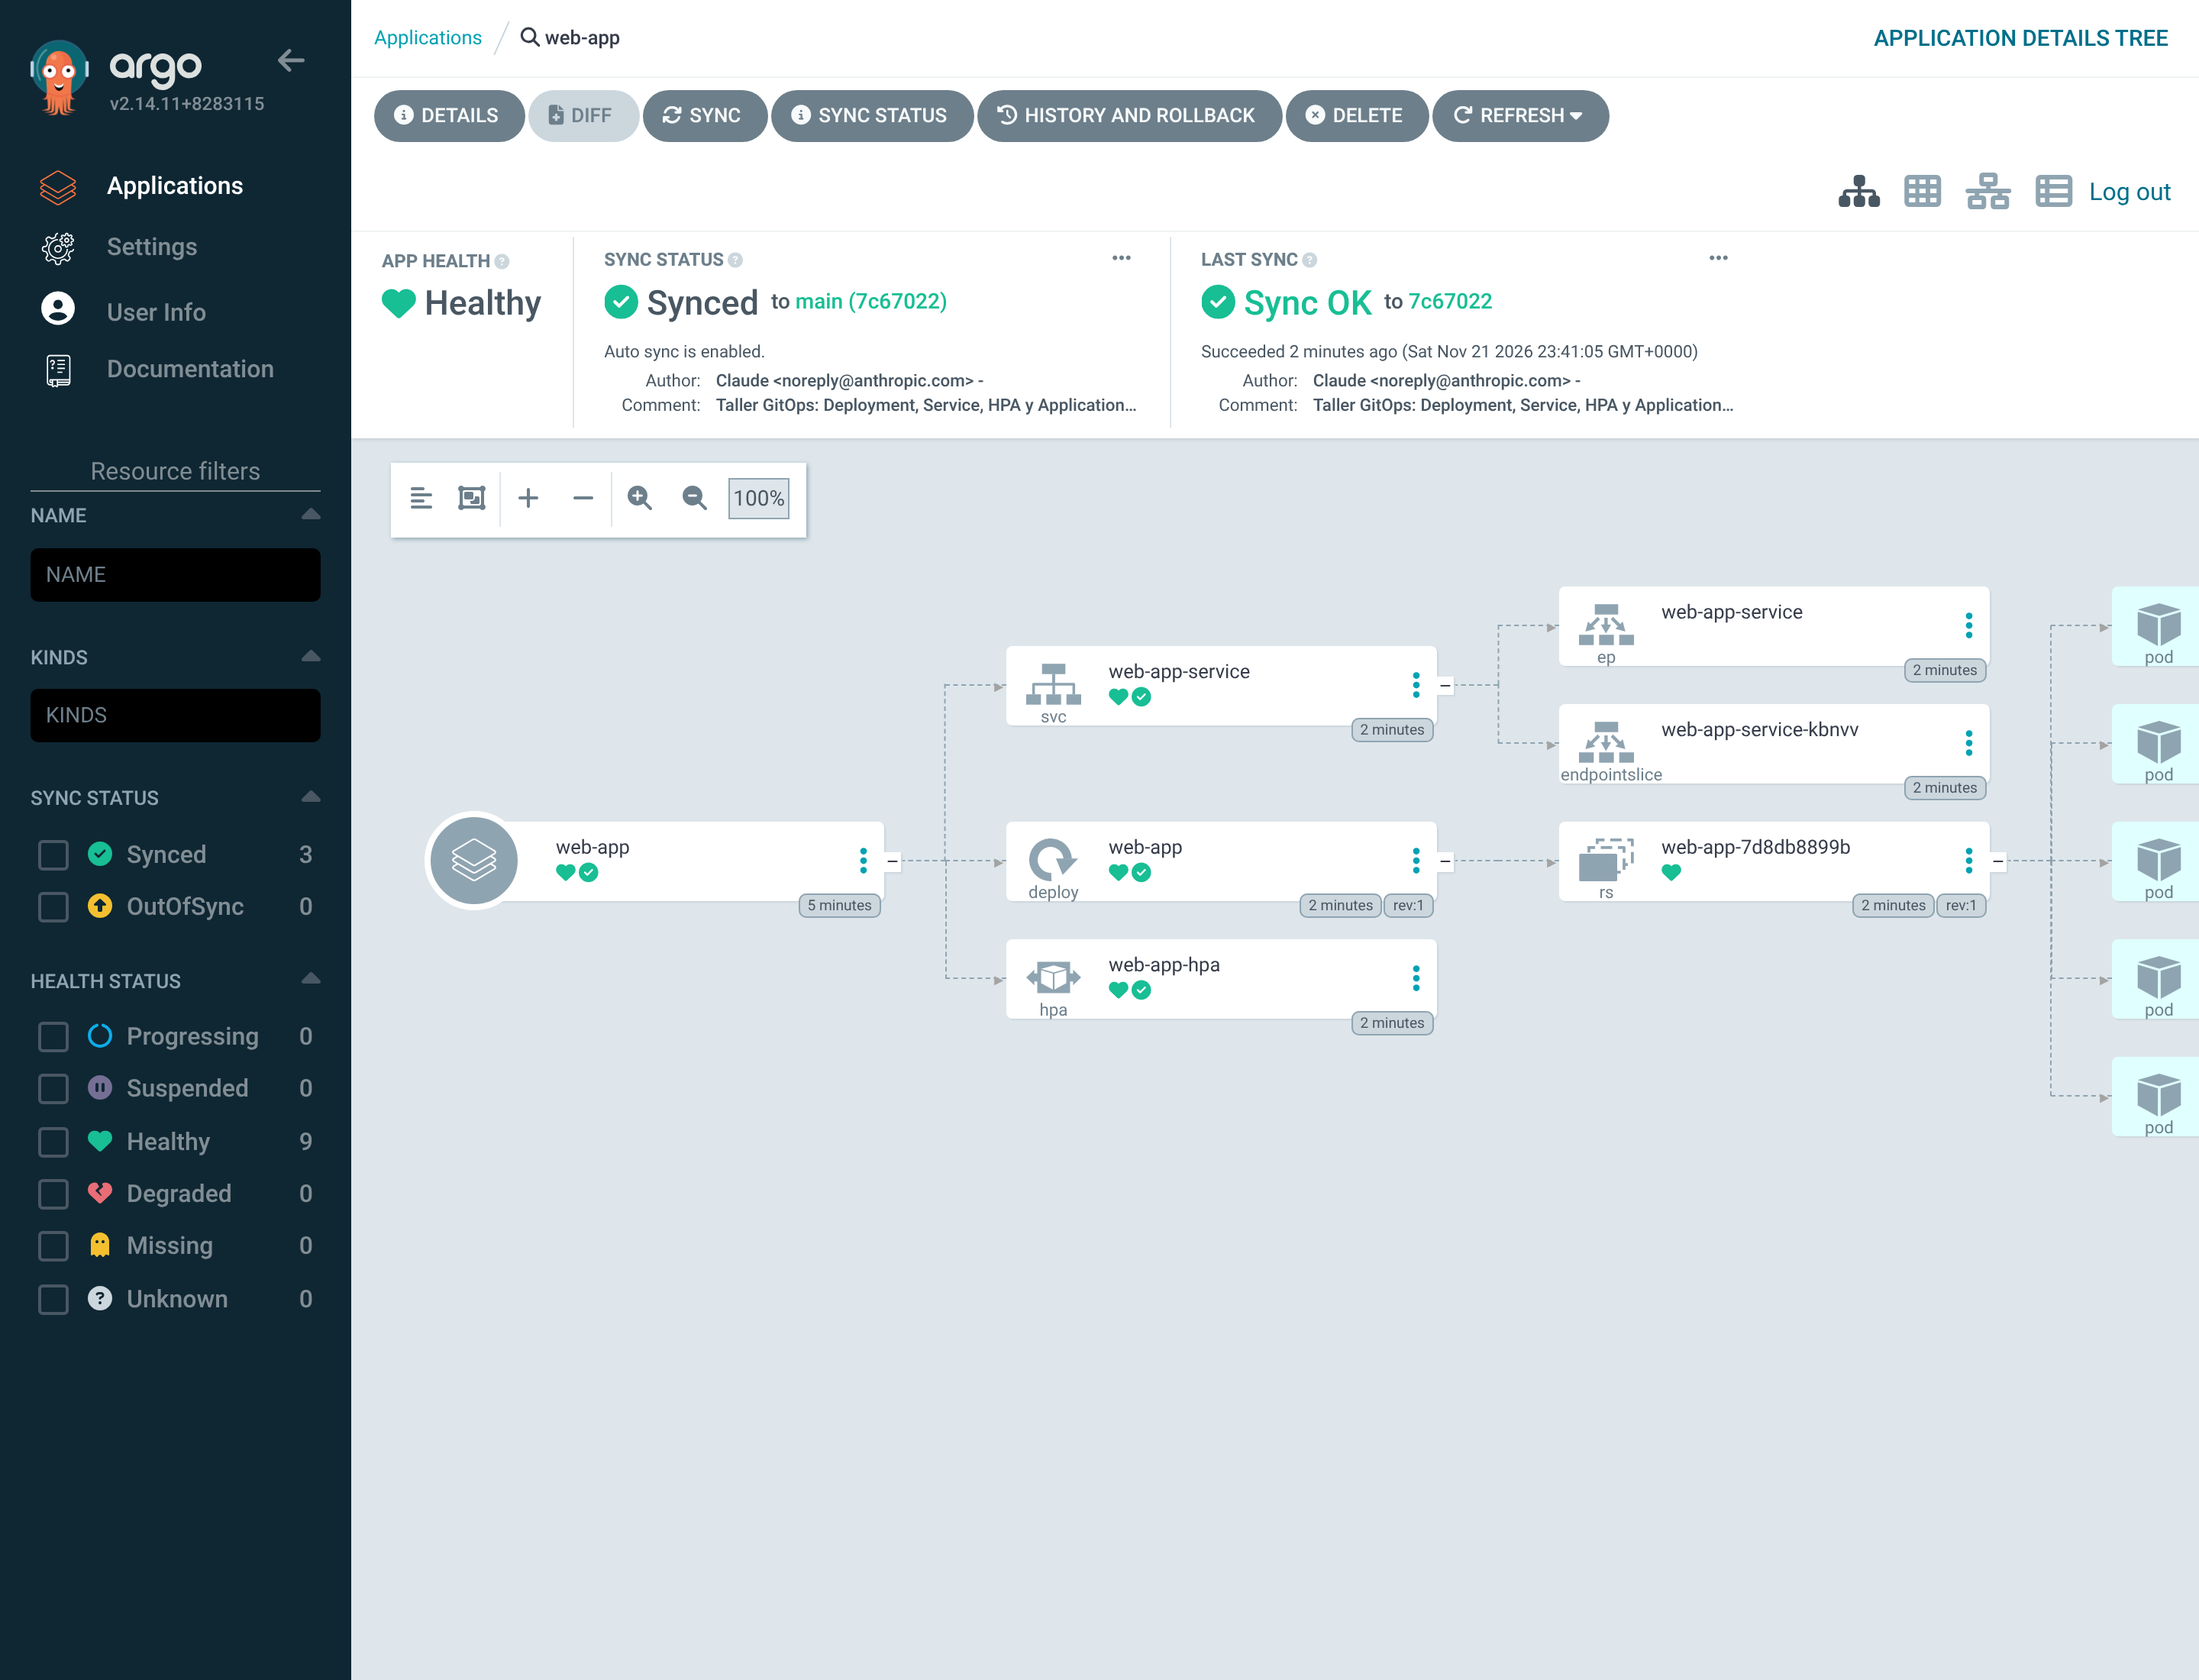 argo
v2.14.11+8283115
Applications
Settings
User Info
Documentation
Resource filters
NAME
NAME
KINDS
KINDS
SYNC STATUS
Synced 3
OutOfSync 0
HEALTH STATUS
Progressing 0
Suspended 0
Healthy 9
Degraded 0
Missing 0
Unknown 0
Applications / web-app
APPLICATION DETAILS TREE
DETAILS DIFF SYNC SYNC STATUS HISTORY AND ROLLBACK DELETE REFRESH
Log out
APP HEALTH
Healthy
SYNC STATUS
Synced to main (7c67022)
Auto sync is enabled.
Author: Claude <noreply@anthropic.com> -
Comment: Taller GitOps: Deployment, Service, HPA y Application...
LAST SYNC
Sync OK to 7c67022
Succeeded 2 minutes ago (Sat Nov 21 2026 23:41:05 GMT+0000)
Author: Claude <noreply@anthropic.com> -
Comment: Taller GitOps: Deployment, Service, HPA y Application...
100%
web-app
5 minutes
web-app-service
svc
2 minutes
web-app
deploy
2 minutes rev:1
web-app-hpa
hpa
2 minutes
web-app-service
ep
2 minutes
web-app-service-kbnvv
endpointslice
2 minutes
web-app-7d8db8899b
rs
2 minutes rev:1
pod
pod
pod
pod
pod